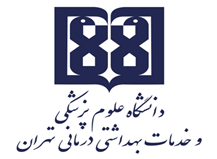 دانشگاه علوم پزشکی
و خدمات بهداشتی درمانی تهران